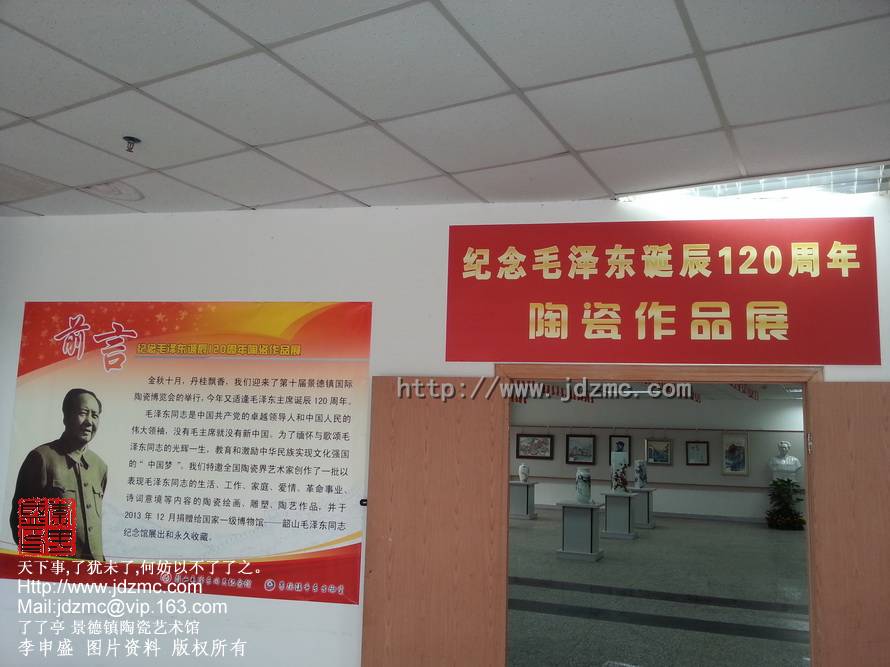 纪念毛泽东诞辰120周年
陶瓷作品展
http://www.jdzmc.com
前言
纪念毛泽东诞辰120周年陶瓷作品展
金秋十月，丹桂飘香，我们迎来了第十届景德镇国际
陶瓷博览会的举行，今年又适逢毛泽东主席诞辰 120 周年。
毛泽东同志是中国共产党的卓越领导人和中国人民的
伟大领袖，没有毛主席就没有新中国。为了缅怀与歌颂毛
泽东同志的光辉一生，教育和激励中华民族实现文化强国
的“ 中国梦 ”，我们特邀全国陶瓷界艺术家创作了一批以
表现毛泽东同志的生活、工作、家庭、爱情、革命事业、
诗词意境等内容的陶瓷绘画、雕塑、陶艺作品，并于
2013 年 12 月捐赠给国家一级博物馆——韶山毛泽东同志
纪念馆展出和永久收藏。
韶山毛泽东同志纪念馆
天下事,了犹未了,何妨以不了了之。
Http://www.jdzmc.com
Mail:jdzmc@vip.163.com
了了亭 景德镇陶瓷艺术馆
李申盛 图片资料 版权所有